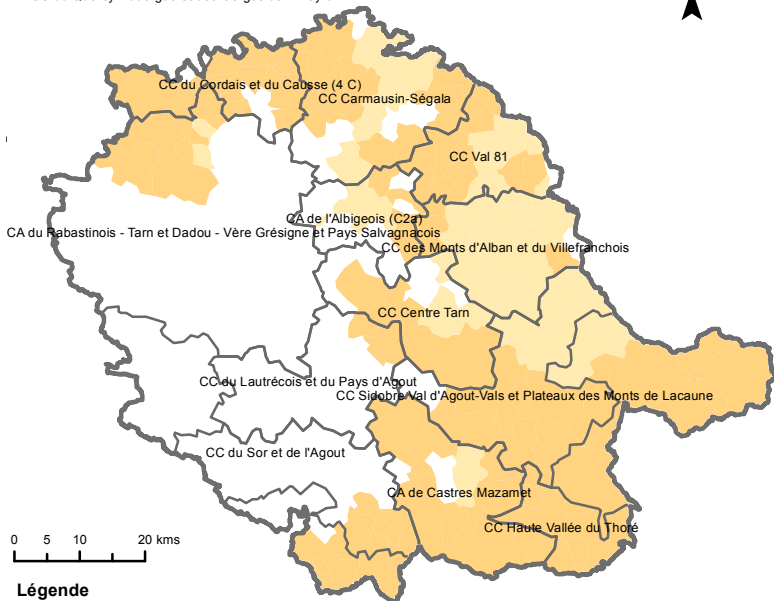 CC du Cordais et du Causse (4 C)
CC Carmausin-Ségala
CC Val 81
CA de l'Albigeois (C2a)
CA du Rabastinois - Tarn et Dadou - Vère Grésigne et Pays Salvagnacois
CC des Monts d'Alban et du Villefranchois
CC Centre Tarn
CC du Lautrécois et du Pays d'Agout
CC Sidobre Val d'Agout-Vals et Plateaux des Monts de Lacaune
CC du Sor et de l'Agout
CA de Castres Mazamet
CC Haute Vallée du Thoré
0 5 10 20 kms
Légende